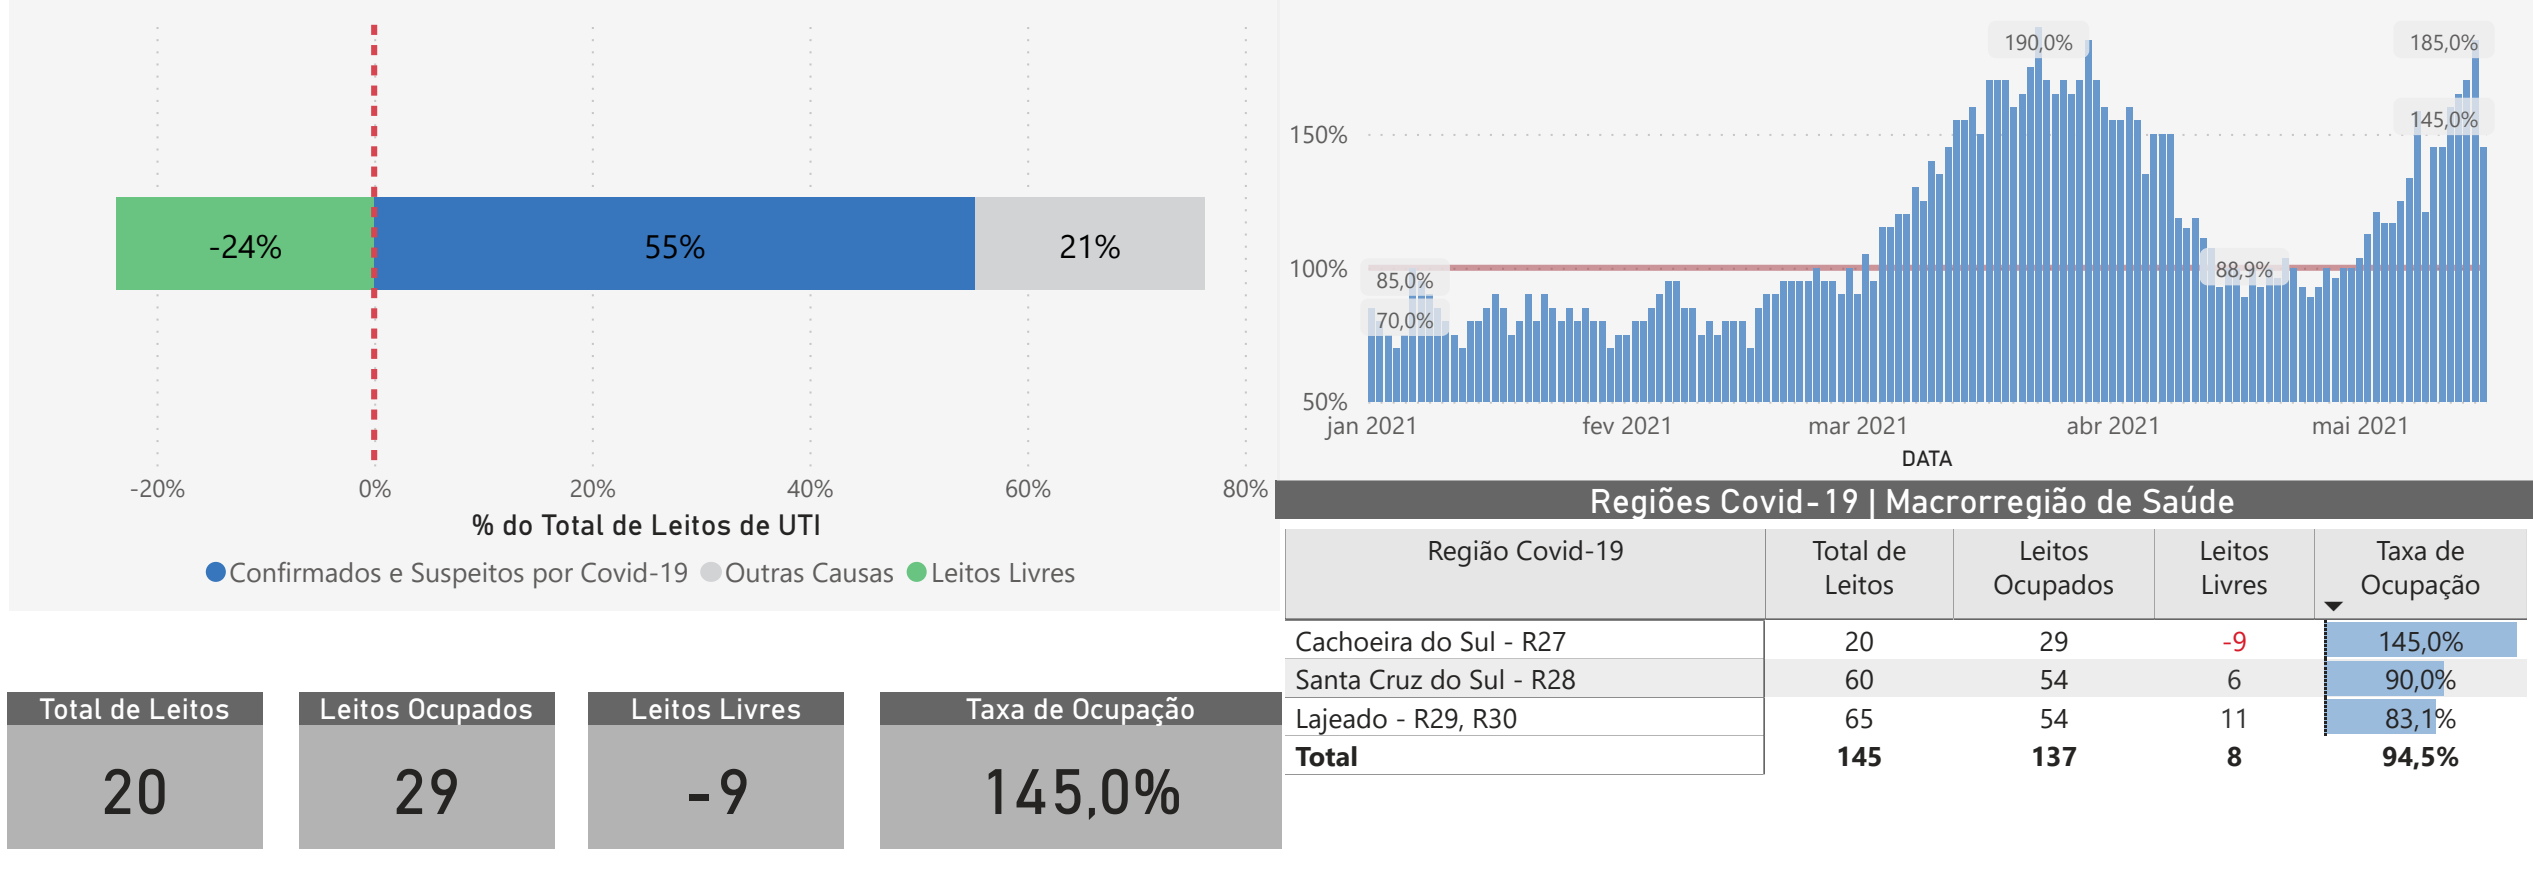 -24%
55%
21%
-20%
0%
20%
40%
60%
80%
% do Total de Leitos de UTI
Confirmados e Suspeitos por Covid-19
Outras Causas
Leitos Livres
Total de Leitos
20
Leitos Ocupados
29
Leitos Livres
-9
Taxa de Ocupação
145,0%
190,0%
185,0%
145,0%
150%
100%
50%
85,0%
70,0%
88,9%
jan 2021
fev 2021
mar 2021
abr 2021
mai 2021
DATA
Regiões Covid-19 | Macrorregião de Saúde
Região Covid-19
Total de
Leitos
Leitos
Ocupados
Leitos
Livres
Taxa de
Ocupação
Cachoeira do Sul - R27 20 29 -9 145,0%
Santa Cruz do Sul - R28 60 54 6 90,0%
Lajeado - R29, R30 65 54 11 83,1%
Total 145 137 8 94,5%